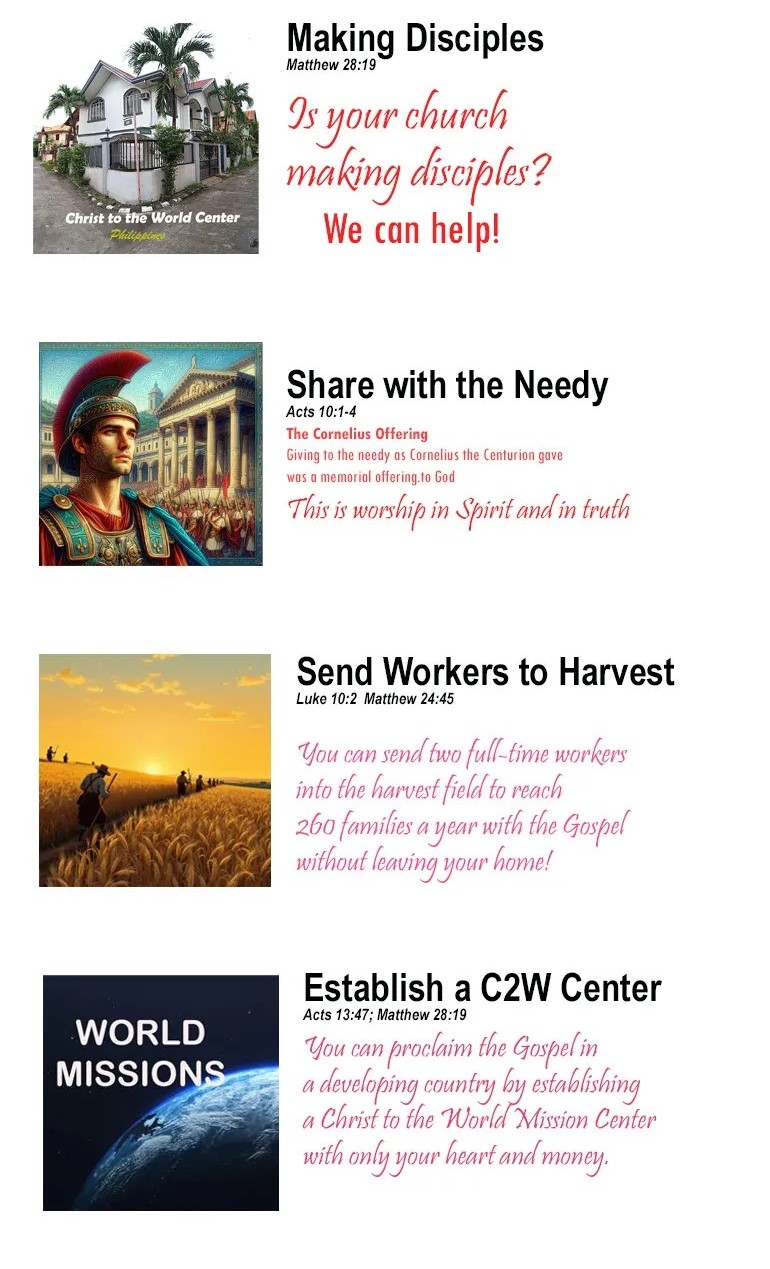 Making Disciples
Matthew 28:19
Is your church
making disciples?
We can help!
Christ to the World Center
Philippines
Share with the Needy
Acts 10:1-4
The Cornelius Offering
Giving to the needy as Cornelius the Centurion gave
was a memorial offering.to God
This is worship in Spirit and in truth
Send Workers to Harvest
Luke 10:2 Matthew 24:45
You can send two full-time workers
into the harvest field to reach
260 families a year with the Gospel
without leaving your home!
WORLD
MISSIONS
Establish a C2W Center
Acts 13:47; Matthew 28:19
You can proclaim the Gospel in
a developing country by establishing
a Christ to the World Mission Center
with only your heart and money.